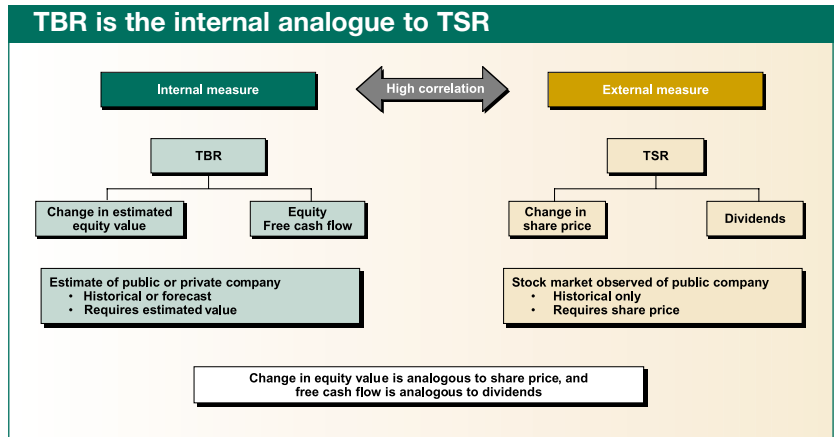 TBR is the internal analogue to TSR
Internal measure
High correlation
External measure
TBR
TSR
Change in estimated
equity value
Equity
Free cash flow
Change in
share price
Dividends
Estimate of public or private company
• Historical or forecast
• Requires estimated value
Stock market observed of public company
• Historical only
• Requires share price
Change in equity value is analogous to share price, and
free cash flow is analogous to dividends